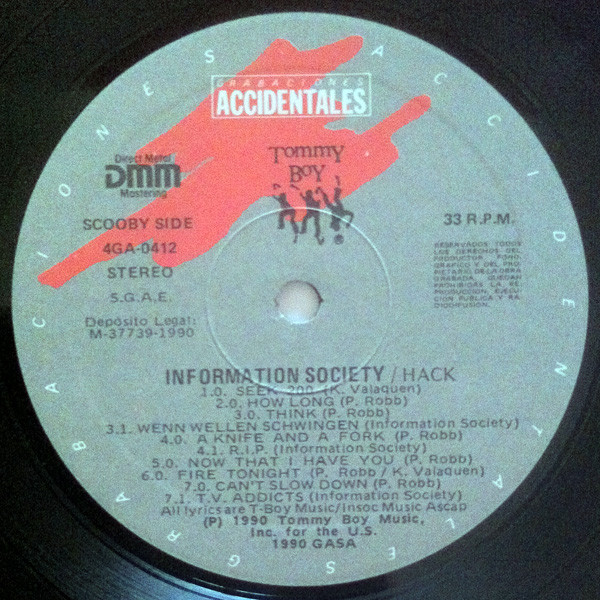 GRABACIONES ACCIDENTALES
GRABACIONES
ACCIDENTALES
Tommy
BOY
Direct Metal
DMM
Mastering
SCOOBY SIDE
4GA-0412
STEREO
S.G.A.E.
Depósito Legal:
M-37739-1990
33 R.P.M.
RESERVADOS TODOS
LOS DERECHOS DEL
PRODUCTOR FONO-
GRAFICO Y DEL PRO-
PIETARIO DE LA OBRA
GRABADA. QUEDAN
PROHIBIDS LA RE-
PRODUCCION, EJECU-
CION PUBLICA Y RA-
DIODIFUSION.
INFORMATION SOCIETY / HACK
1.0. SEEK 200 (K. Valaquen)
2.0. HOW LONG (P. Robb)
3.0. THINK (P. Robb)
3.1. WENN WELLEN SCHWINGEN (Information Society)
4.0. A KNIFE AND A FORK (P. Robb)
4.1. R.I.P. (Information Society)
5.0. NOW THAT I HAVE YOU (P. Robb)
6.0. FIRE TONIGHT (P. Robb / K. Valaquen)
7.0. CAN'T SLOW DOWN (P. Robb)
7.1. T.V. ADDICTS (Information Society)
All lyrics are T-Boy Music/Insoc Music Ascap
(P) 1990 Tommy Boy Music,
Inc. for the U.S.
1990 GASA